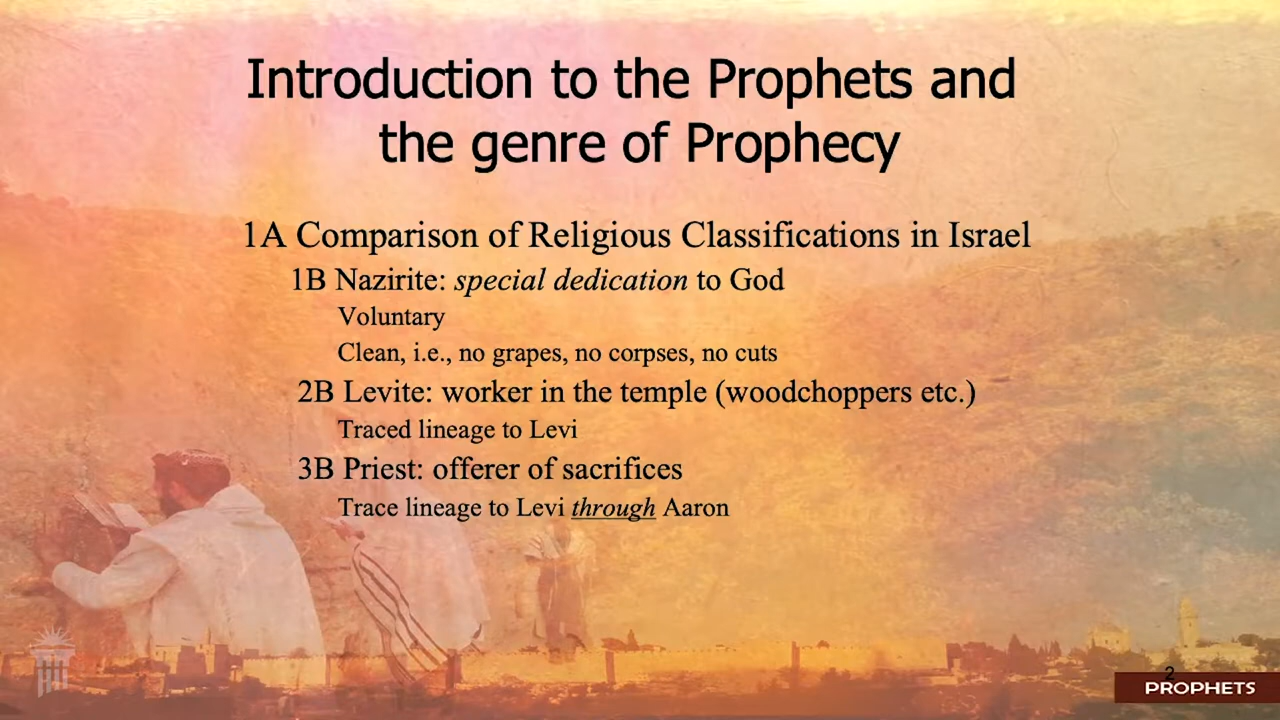 Introduction to the Prophets and
the genre of Prophecy
1A Comparison of Religious Classifications in Israel
1B Nazirite: special dedication to God
Voluntary
Clean, i.e., no grapes, no corpses, no cuts
2B Levite: worker in the temple (woodchoppers etc.)
Traced lineage to Levi
3B Priest: offerer of sacrifices
Trace lineage to Levi through Aaron
2
PROPHETS